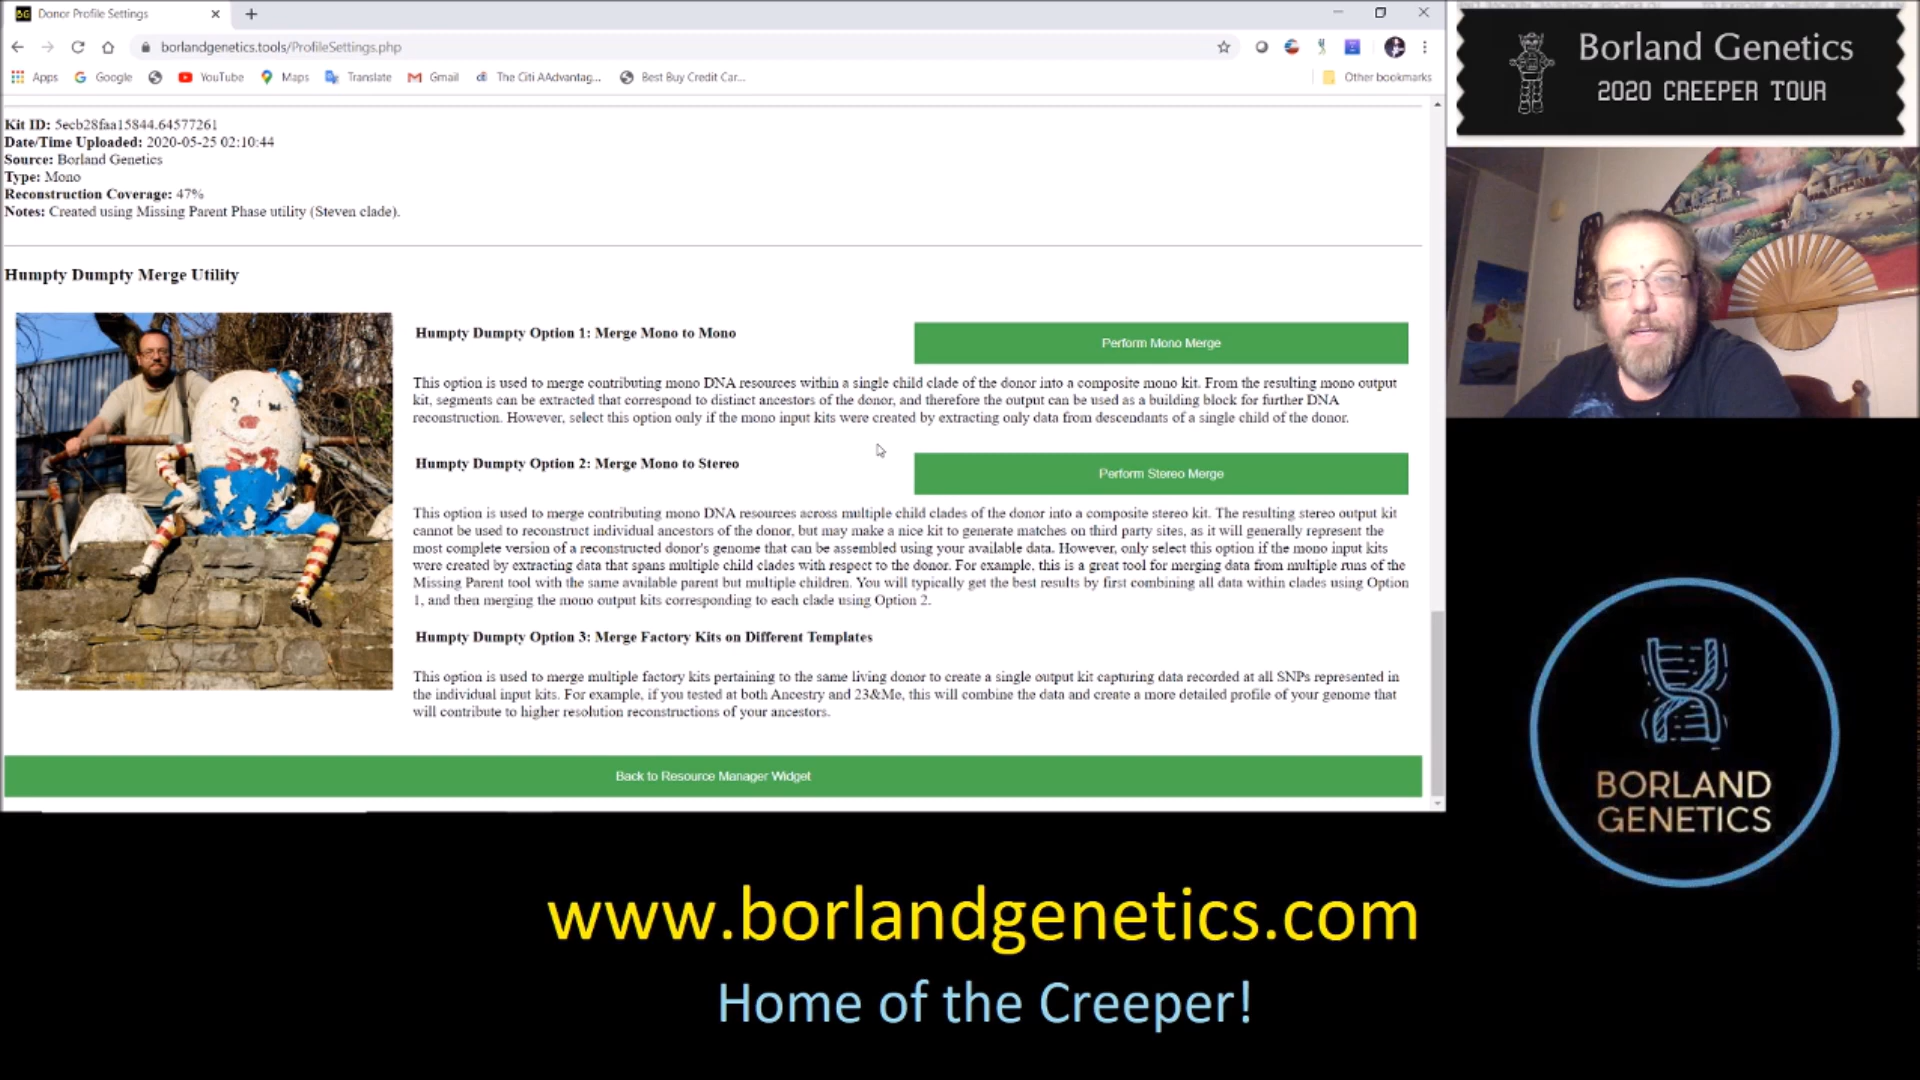 Donor Profile Settings
borlandgenetics.tools/ProfileSettings.php
Apps Google YouTube Maps Translate Gmail The Citi AAdvantag... Best Buy Credit Car... Other bookmarks
Kit ID: 5ecb28faa15844.64577261
Date/Time Uploaded: 2020-05-25 02:10:44
Source: Borland Genetics
Type: Mono
Reconstruction Coverage: 47%
Notes: Created using Missing Parent Phase utility (Steven clade).
Humpty Dumpty Merge Utility
Humpty Dumpty Option 1: Merge Mono to Mono
Perform Mono Merge
This option is used to merge contributing mono DNA resources within a single child clade of the donor into a composite mono kit. From the resulting mono output
kit, segments can be extracted that correspond to distinct ancestors of the donor, and therefore the output can be used as a building block for further DNA
reconstruction. However, select this option only if the mono input kits were created by extracting only data from descendants of a single child of the donor.
Humpty Dumpty Option 2: Merge Mono to Stereo
Perform Stereo Merge
This option is used to merge contributing mono DNA resources across multiple child clades of the donor into a composite stereo kit. The resulting stereo output kit
cannot be used to reconstruct individual ancestors of the donor, but may make a nice kit to generate matches on third party sites, as it will generally represent the
most complete version of a reconstructed donor's genome that can be assembled using your available data. However, only select this option if the mono input kits
were created by extracting data that spans multiple child clades with respect to the donor. For example, this is a great tool for merging data from multiple runs of the
Missing Parent tool with the same available parent but multiple children. You will typically get the best results by first combining all data within clades using Option
1, and then merging the mono output kits corresponding to each clade using Option 2.
Humpty Dumpty Option 3: Merge Factory Kits on Different Templates
This option is used to merge multiple factory kits pertaining to the same living donor to create a single output kit capturing data recorded at all SNPs represented in
the individual input kits. For example, if you tested at both Ancestry and 23&Me, this will combine the data and create a more detailed profile of your genome that
will contribute to higher resolution reconstructions of your ancestors.
Back to Resource Manager Widget
Borland Genetics
2020 CREEPER TOUR
BORLAND
GENETICS
www.borlandgenetics.com
Home of the Creeper!